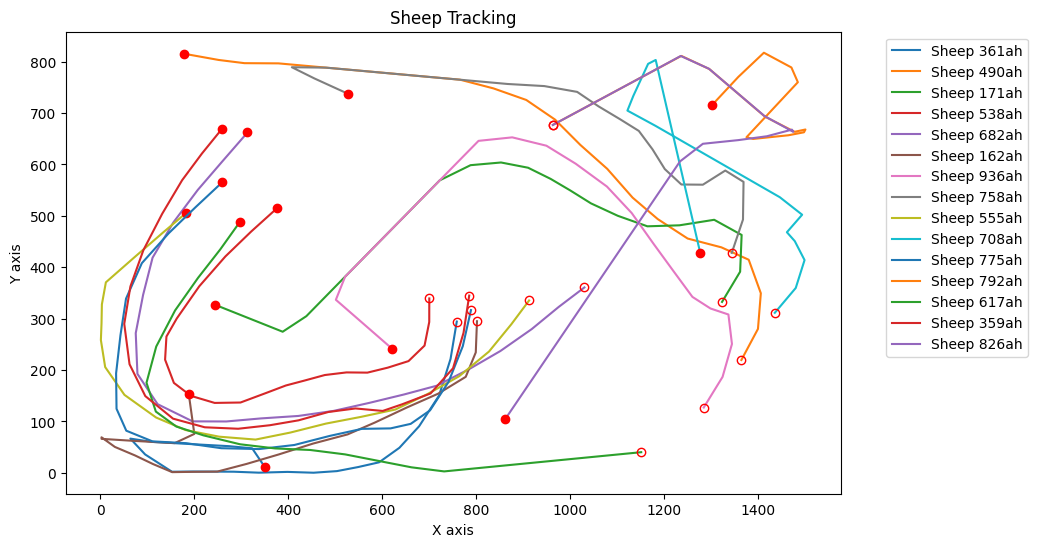 Sheep Tracking
Y axis
800
700
600
500
400
300
200
100
0
0 200 400 600 800 1000 1200 1400
X axis
Sheep 361ah
Sheep 490ah
Sheep 171ah
Sheep 538ah
Sheep 682ah
Sheep 162ah
Sheep 936ah
Sheep 758ah
Sheep 555ah
Sheep 708ah
Sheep 775ah
Sheep 792ah
Sheep 617ah
Sheep 359ah
Sheep 826ah